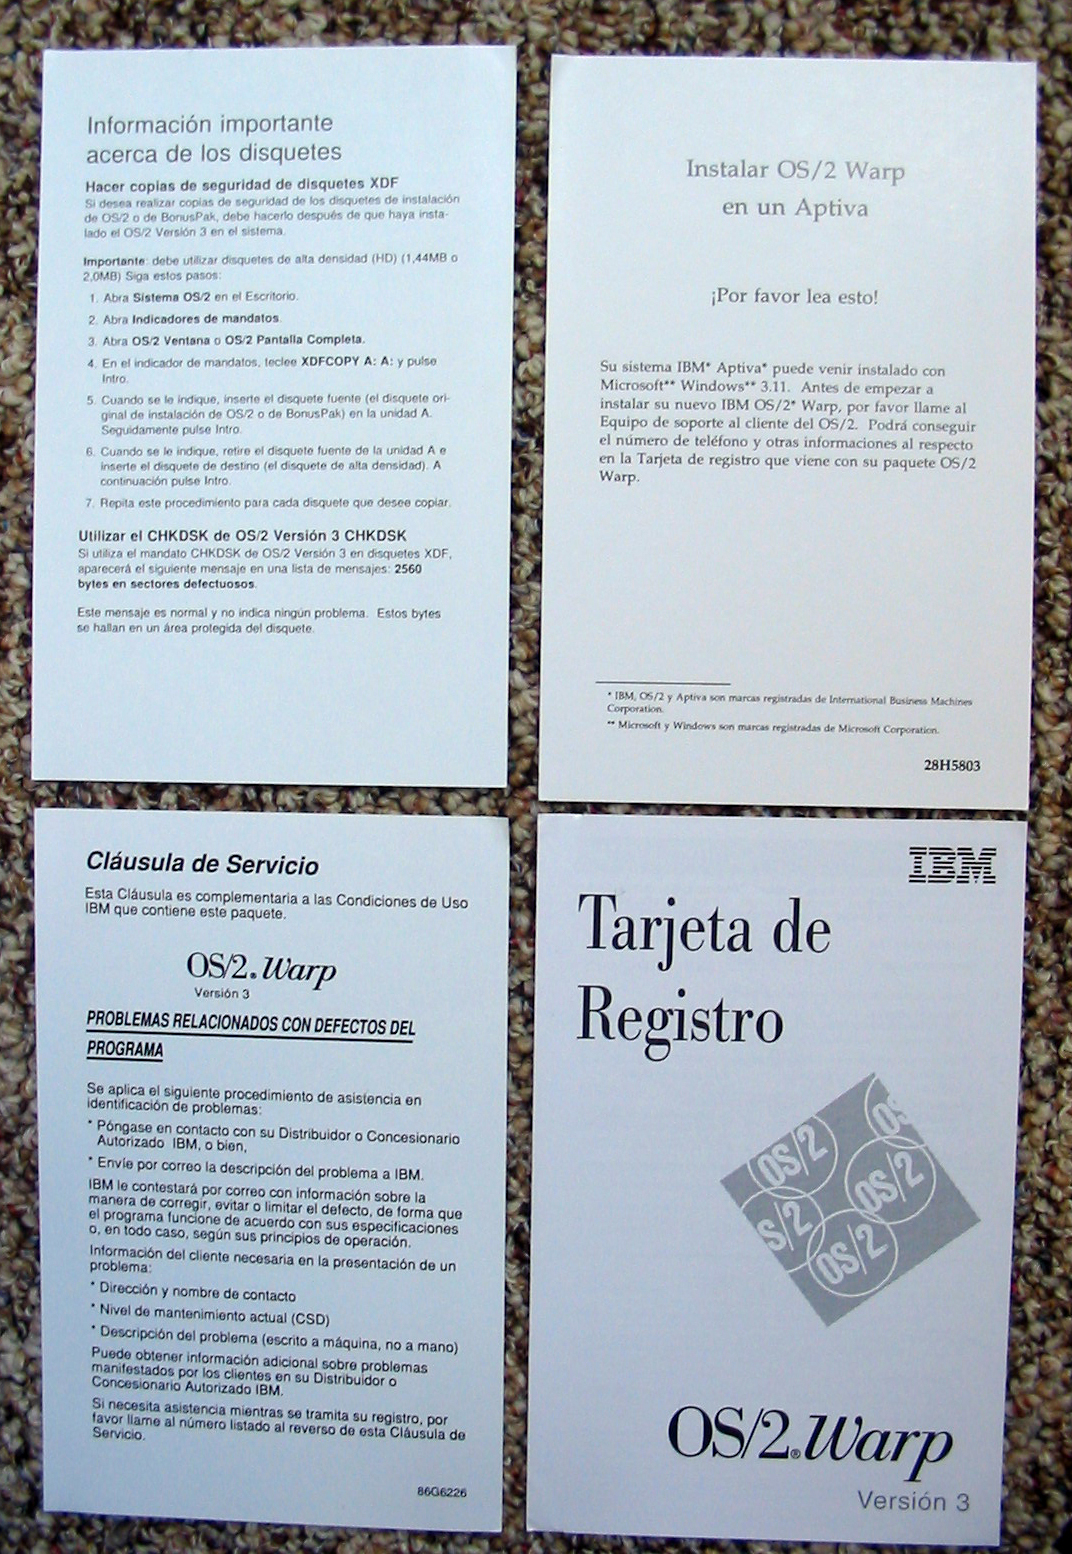 Información importante
acerca de los disquetes
Hacer copias de seguridad de disquetes XDF
Si desea realizar copias de seguridad de los disquetes de instalación
de OS/2 o de BonusPak, debe hacerlo después de que haya insta-
lado el OS/2 Versión 3 en el sistema.
Importante: debe utilizar disquetes de alta densidad (HD) (1,44MB o
2,0MB) Siga estos pasos:
1. Abra Sistema OS/2 en el Escritorio.
2. Abra Indicadores de mandatos.
3. Abra OS/2 Ventana o OS/2 Pantalla Completa.
4. En el indicador de mandatos, teclee XDFCOPY A: A: y pulse
Intro.
5. Cuando se le indique, inserte el disquete fuente (el disquete ori-
ginal de instalación de OS/2 o de BonusPak) en la unidad A.
Seguidamente pulse Intro.
6. Cuando se le indique, retire el disquete fuente de la unidad A e
inserte el disquete de destino (el disquete de alta densidad). A
continuación pulse Intro.
7. Repita este procedimiento para cada disquete que desee copiar.
Utilizar el CHKDSK de OS/2 Versión 3 CHKDSK
Si utiliza el mandato CHKDSK de OS/2 Versión 3 en disquetes XDF,
aparecerá el siguiente mensaje en una lista de mensajes: 2560
bytes en sectores defectuosos.
Este mensaje es normal y no indica ningún problema. Estos bytes
se hallan en un área protegida del disquete.
Instalar OS/2 Warp
en un Aptiva
¡Por favor lea esto!
Su sistema IBM* Aptiva* puede venir instalado con
Microsoft** Windows** 3.11. Antes de empezar a
instalar su nuevo IBM OS/2* Warp, por favor llame al
Equipo de soporte al cliente del OS/2. Podrá conseguir
el número de teléfono y otras informaciones al respecto
en la Tarjeta de registro que viene con su paquete OS/2
Warp.
* IBM, OS/2 y Aptiva son marcas registradas de International Business Machines
Corporation.
** Microsoft y Windows son marcas registradas de Microsoft Corporation.
28H5803
Cláusula de Servicio
Esta Cláusula es complementaria a las Condiciones de Uso
IBM que contiene este paquete.
OS/2® Warp
Versión 3
PROBLEMAS RELACIONADOS CON DEFECTOS DEL
PROGRAMA
Se aplica el siguiente procedimiento de asistencia en
identificación de problemas:
* Póngase en contacto con su Distribuidor o Concesionario
Autorizado IBM, o bien,
* Envíe por correo la descripción del problema a IBM.
IBM le contestará por correo con información sobre la
manera de corregir, evitar o limitar el defecto, de forma que
el programa funcione de acuerdo con sus especificaciones
o, en todo caso, según sus principios de operación.
Información del cliente necesaria en la presentación de un
problema:
* Dirección y nombre de contacto
* Nivel de mantenimiento actual (CSD)
* Descripción del problema (escrito a máquina, no a mano)
Puede obtener información adicional sobre problemas
manifestados por los clientes en su Distribuidor o
Concesionario Autorizado IBM.
Si necesita asistencia mientras se tramita su registro, por
favor llame al número listado al reverso de esta Cláusula de
Servicio.
86G6226
IBM
Tarjeta de
Registro
OS
OS/2
OS/2
S/2
OS/2
OS/2® Warp
Versión 3